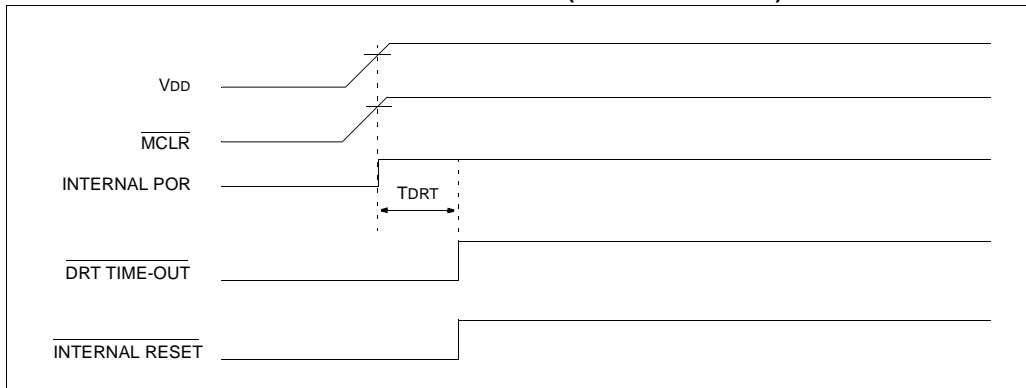 VDD
MCLR
INTERNAL POR
TDRT
DRT TIME-OUT
INTERNAL RESET